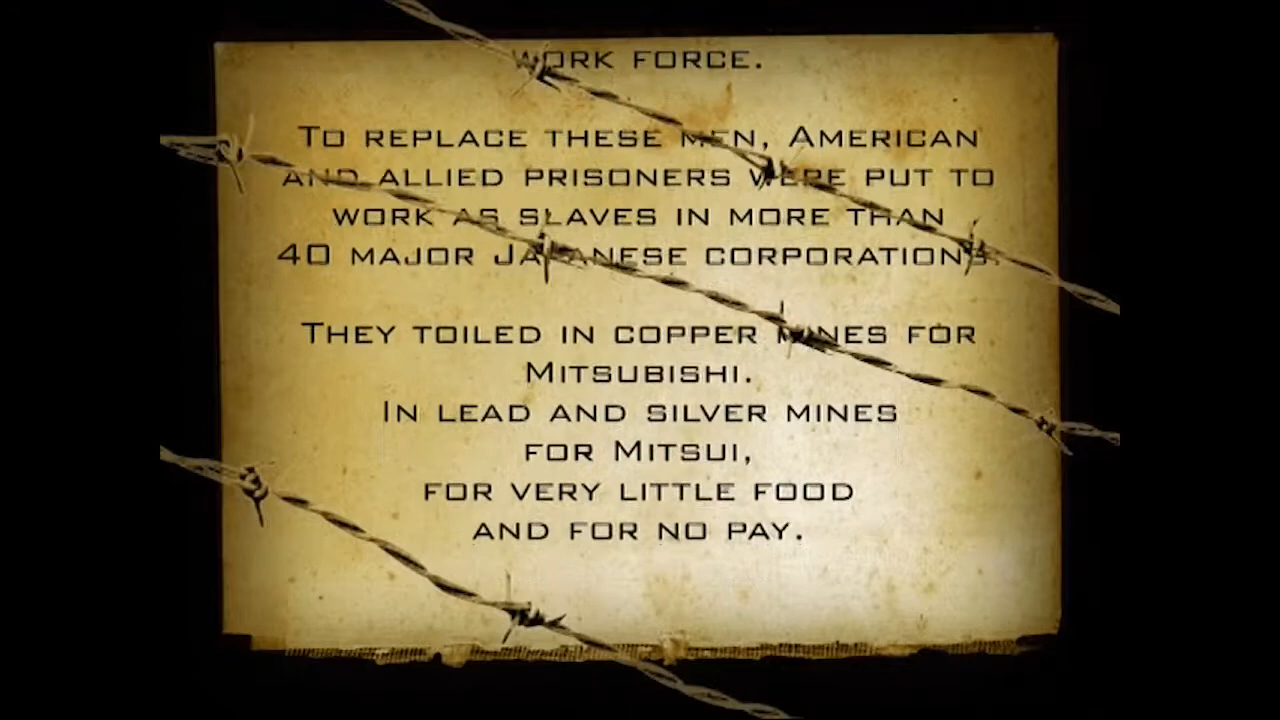 WORK FORCE.
TO REPLACE THESE MEN, AMERICAN
AND ALLIED PRISONERS WERE PUT TO
WORK AS SLAVES IN MORE THAN
40 MAJOR JAPANESE CORPORATIONS.
THEY TOILED IN COPPER MINES FOR
MITSUBISHI.
IN LEAD AND SILVER MINES
FOR MITSUI,
FOR VERY LITTLE FOOD
AND FOR NO PAY.